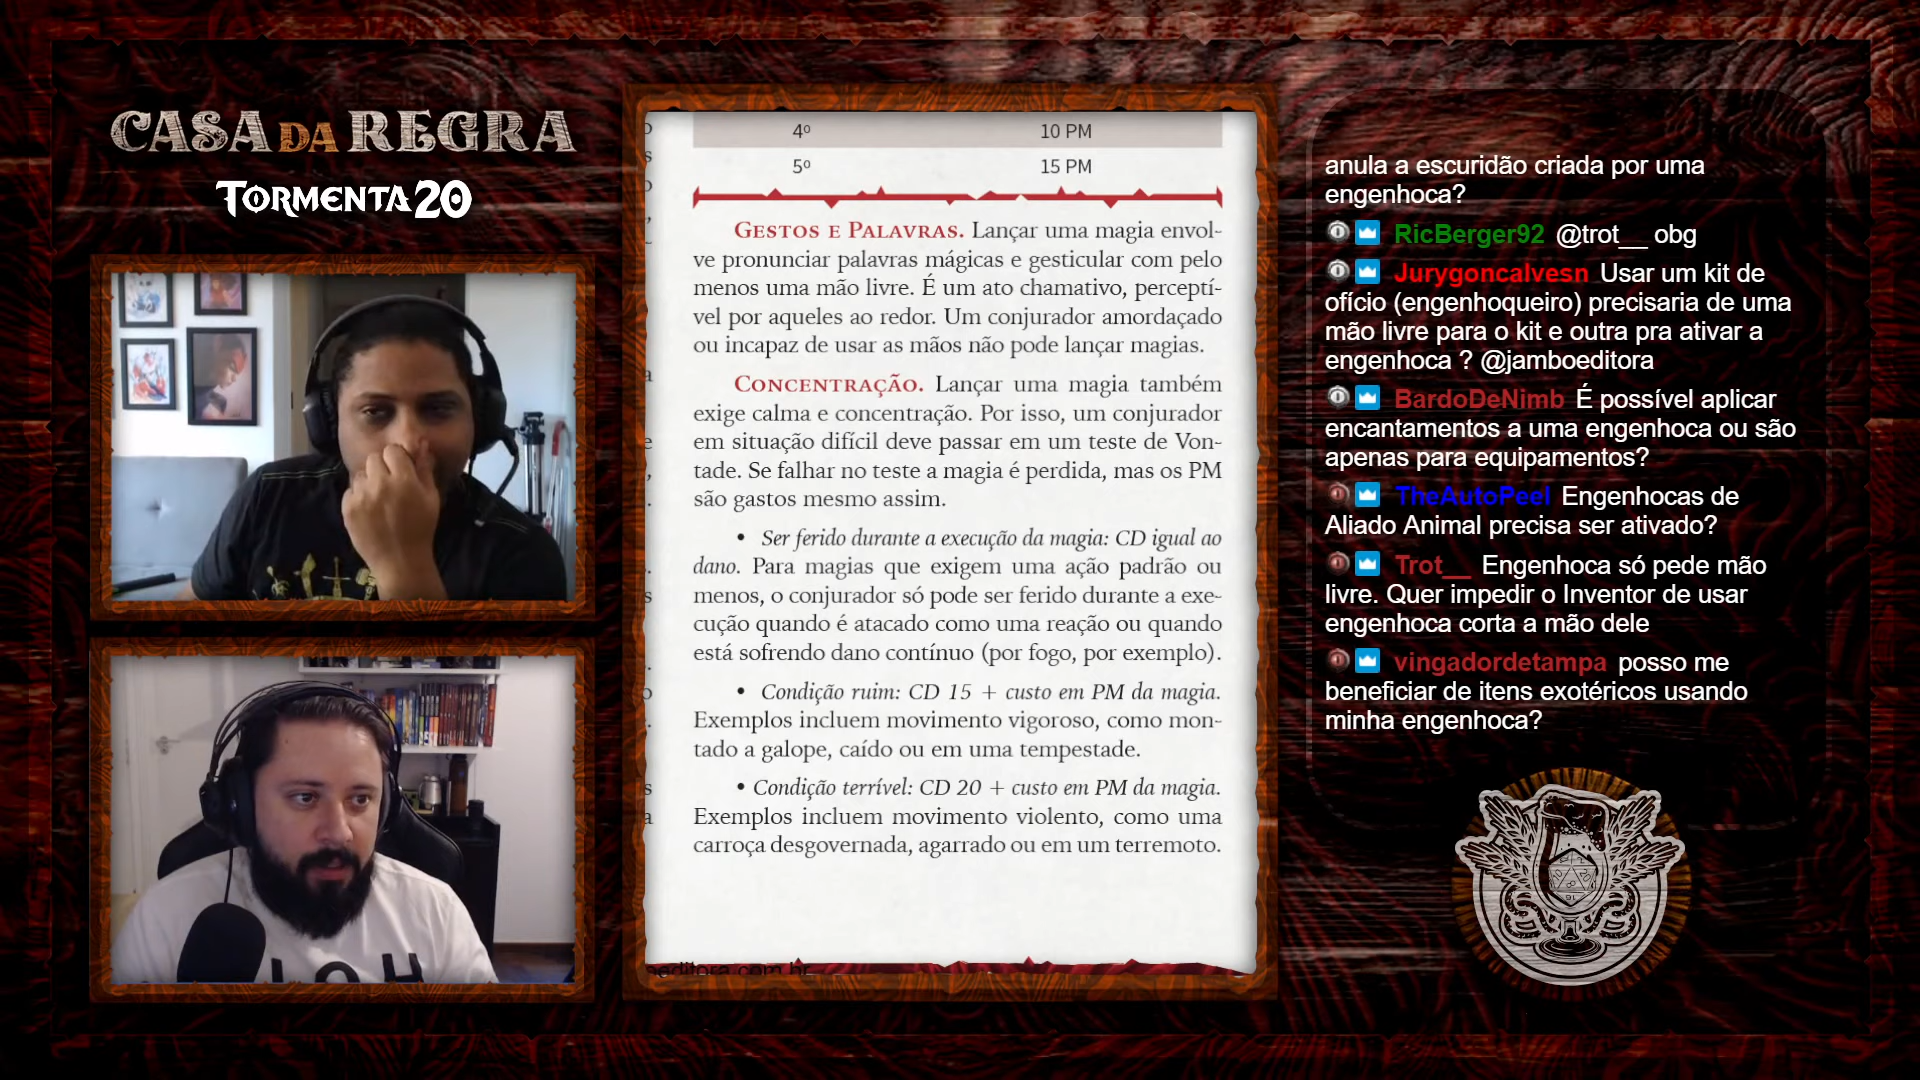 CASA DA REGRA
TORMENTA20
4º 10 PM
5º 15 PM
GESTOS E PALAVRAS. Lançar uma magia envol-
ve pronunciar palavras mágicas e gesticular com pelo
menos uma mão livre. É um ato chamativo, perceptí-
vel por aqueles ao redor. Um conjurador amordaçado
ou incapaz de usar as mãos não pode lançar magias.
CONCENTRAÇÃO. Lançar uma magia também
exige calma e concentração. Por isso, um conjurador
em situação difícil deve passar em um teste de Von-
tade. Se falhar no teste a magia é perdida, mas os PM
são gastos mesmo assim.
• Ser ferido durante a execução da magia: CD igual ao
dano. Para magias que exigem uma ação padrão ou
menos, o conjurador só pode ser ferido durante a exe-
cução quando é atacado como uma reação ou quando
está sofrendo dano contínuo (por fogo, por exemplo).
• Condição ruim: CD 15 + custo em PM da magia.
Exemplos incluem movimento vigoroso, como mon-
tado a galope, caído ou em uma tempestade.
• Condição terrível: CD 20 + custo em PM da magia.
Exemplos incluem movimento violento, como uma
carroça desgovernada, agarrado ou em um terremoto.
anula a escuridão criada por uma
engenhoca?
RicBerger92 @trot__ obg
Jurygoncalvesn Usar um kit de
ofício (engenhoqueiro) precisaria de uma
mão livre para o kit e outra pra ativar a
engenhoca ? @jamboeditora
BardoDeNimb É possível aplicar
encantamentos a uma engenhoca ou são
apenas para equipamentos?
TheAutoPeel Engenhocas de
Aliado Animal precisa ser ativado?
Trot__ Engenhoca só pede mão
livre. Quer impedir o Inventor de usar
engenhoca corta a mão dele
vingadordetampa posso me
beneficiar de itens exotéricos usando
minha engenhoca?